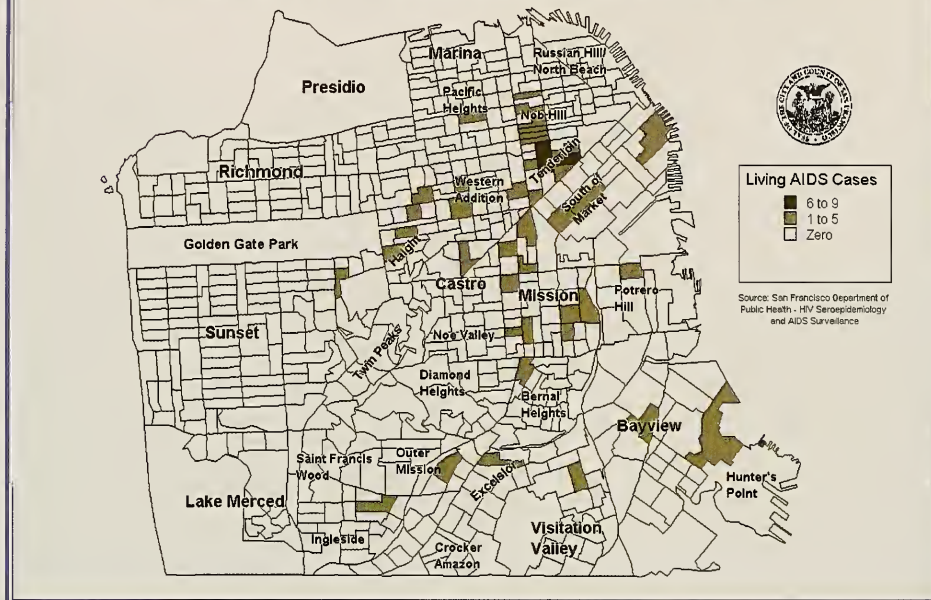 Marina
Russian Hill/
North Beach
Presidio
Pacific
Heights
Nob Hill
Tenderloin
Richmond
Western
Addition
South of
Market
Golden Gate Park
Haight
Castro
Mission
Potrero
Hill
Sunset
Twin Peaks
Noe Valley
Diamond
Heights
Bernal
Heights
Bayview
Saint Francis
Wood
Outer
Mission
Excelsior
Hunter's
Point
Lake Merced
Ingleside
Crocker
Amazon
Visitation
Valley
Living AIDS Cases
6 to 9
1 to 5
Zero
Source: San Francisco Department of
Public Health - HIV Seroepidemiology
and AIDS Surveillance